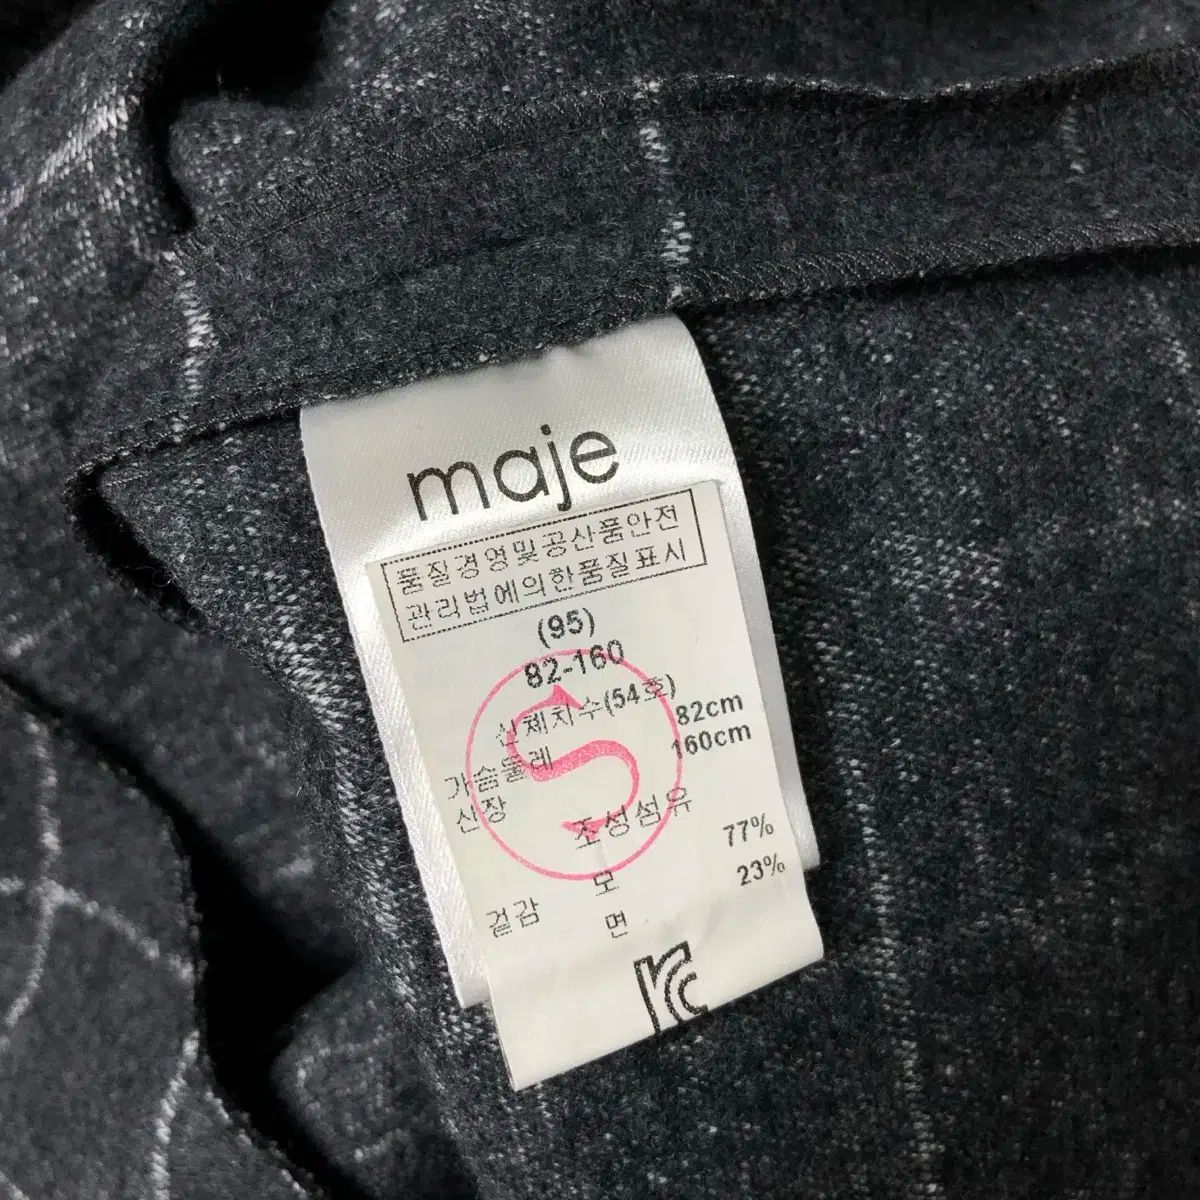 maje
품질경영및공산품안전
관리법에의한품질표시
(95)
82-160
신체치수(54호)
가슴둘레 82cm
신장 160cm
S
조성섬유
겉감 모 77%
면 23%